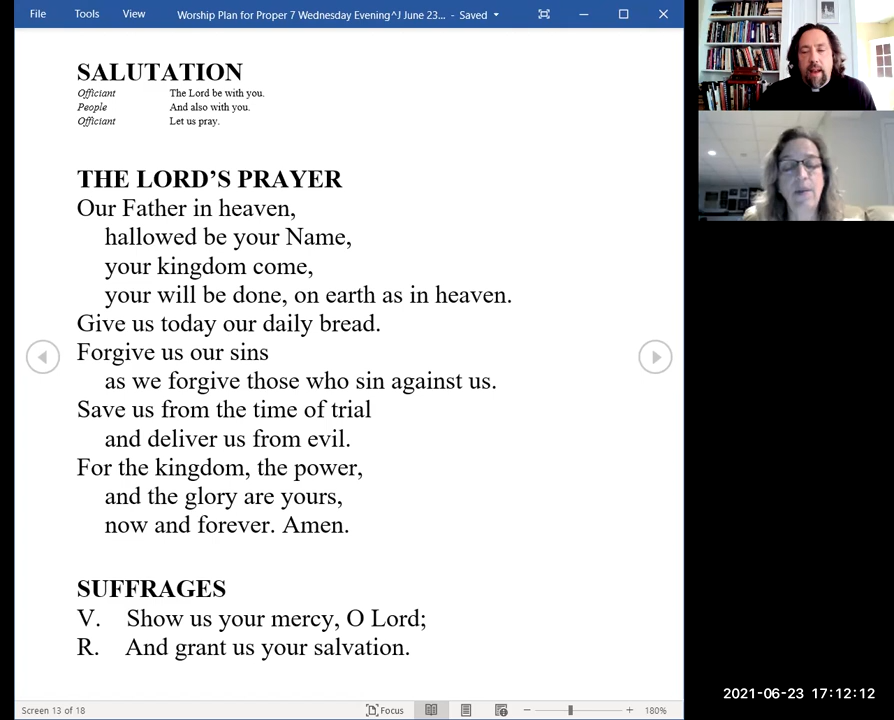 File Tools View Worship Plan for Proper 7 Wednesday Evening^J June 23... - Saved
SALUTATION
Officiant The Lord be with you.
People And also with you.
Officiant Let us pray.
THE LORD’S PRAYER
Our Father in heaven,
hallowed be your Name,
your kingdom come,
your will be done, on earth as in heaven.
Give us today our daily bread.
Forgive us our sins
as we forgive those who sin against us.
Save us from the time of trial
and deliver us from evil.
For the kingdom, the power,
and the glory are yours,
now and forever. Amen.
SUFFRAGES
V. Show us your mercy, O Lord;
R. And grant us your salvation.
2021-06-23 17:12:12
Screen 13 of 18 Focus 180%